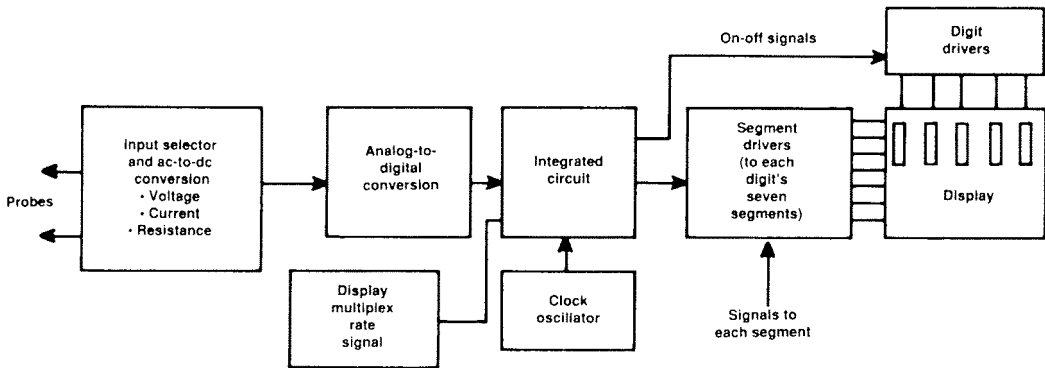 On-off signals
Digit
drivers
Probes
Input selector
and ac-to-dc
conversion
• Voltage
• Current
• Resistance
Analog-to-
digital
conversion
Integrated
circuit
Segment
drivers
(to each
digit's
seven
segments)
Display
Display
multiplex
rate
signal
Clock
oscillator
Signals to
each segment